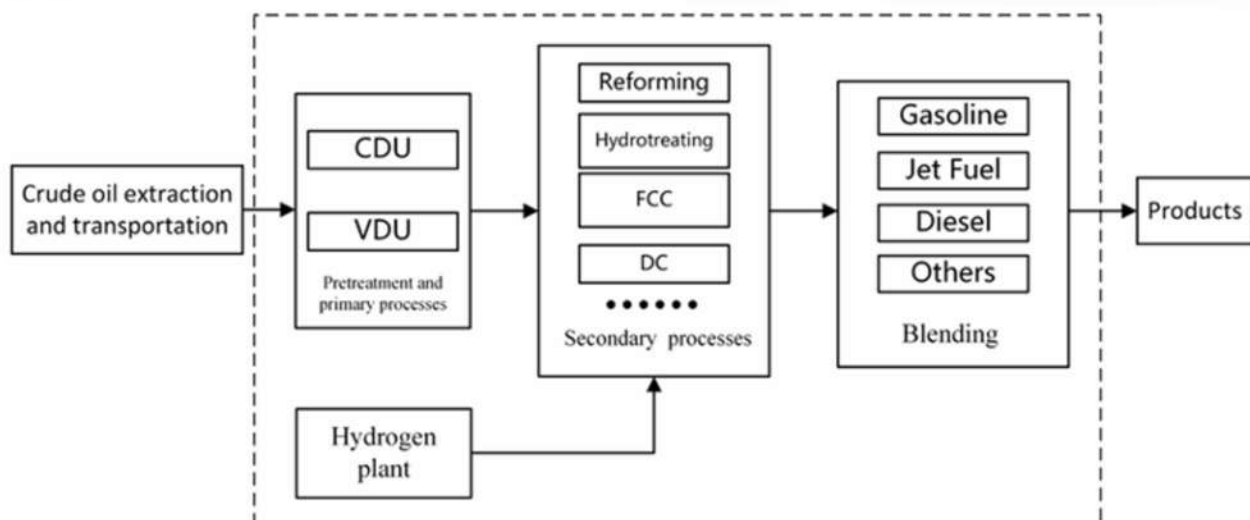 Crude oil extraction
and transportation
CDU
VDU
Pretreatment and
primary processes
Hydrogen
plant
Reforming
Hydrotreating
FCC
DC
Secondary processes
Gasoline
Jet Fuel
Diesel
Others
Blending
Products